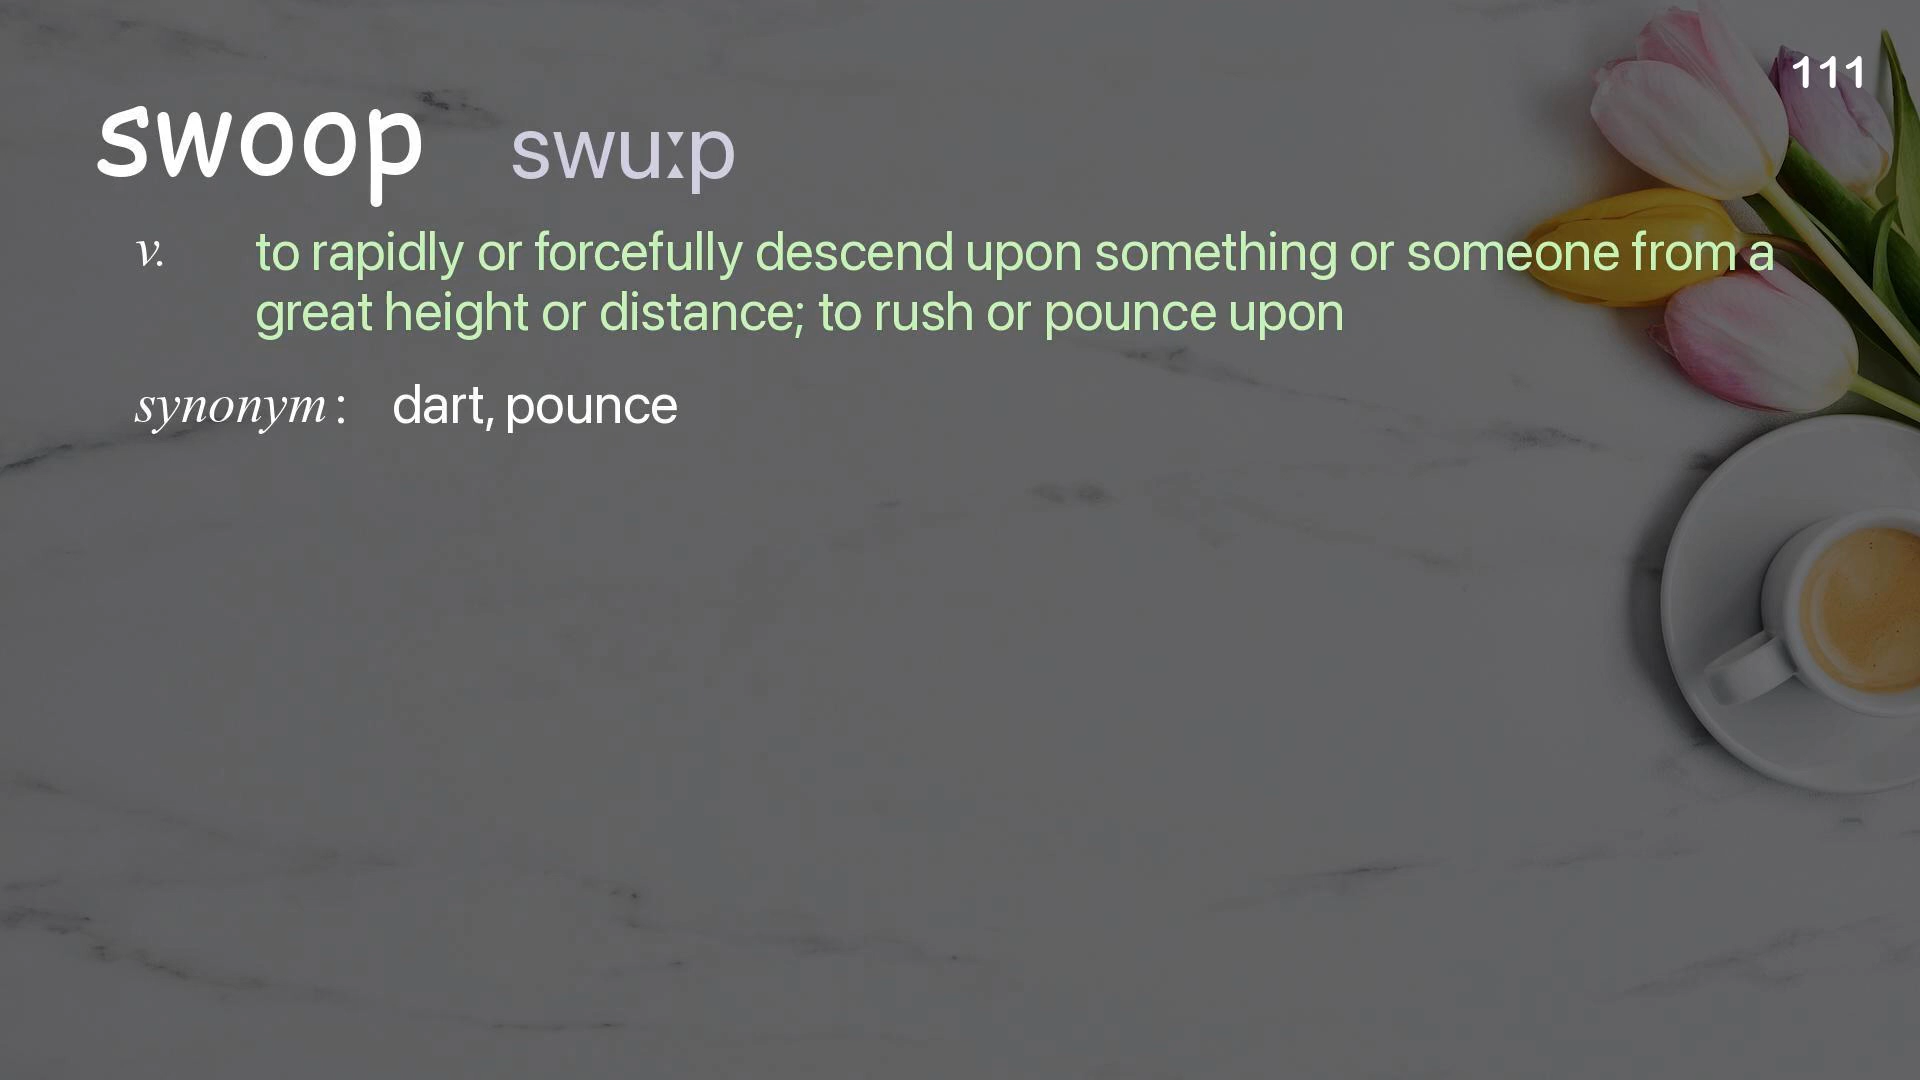 111
swoop swuːp
v. to rapidly or forcefully descend upon something or someone from a
great height or distance; to rush or pounce upon
synonym : dart, pounce